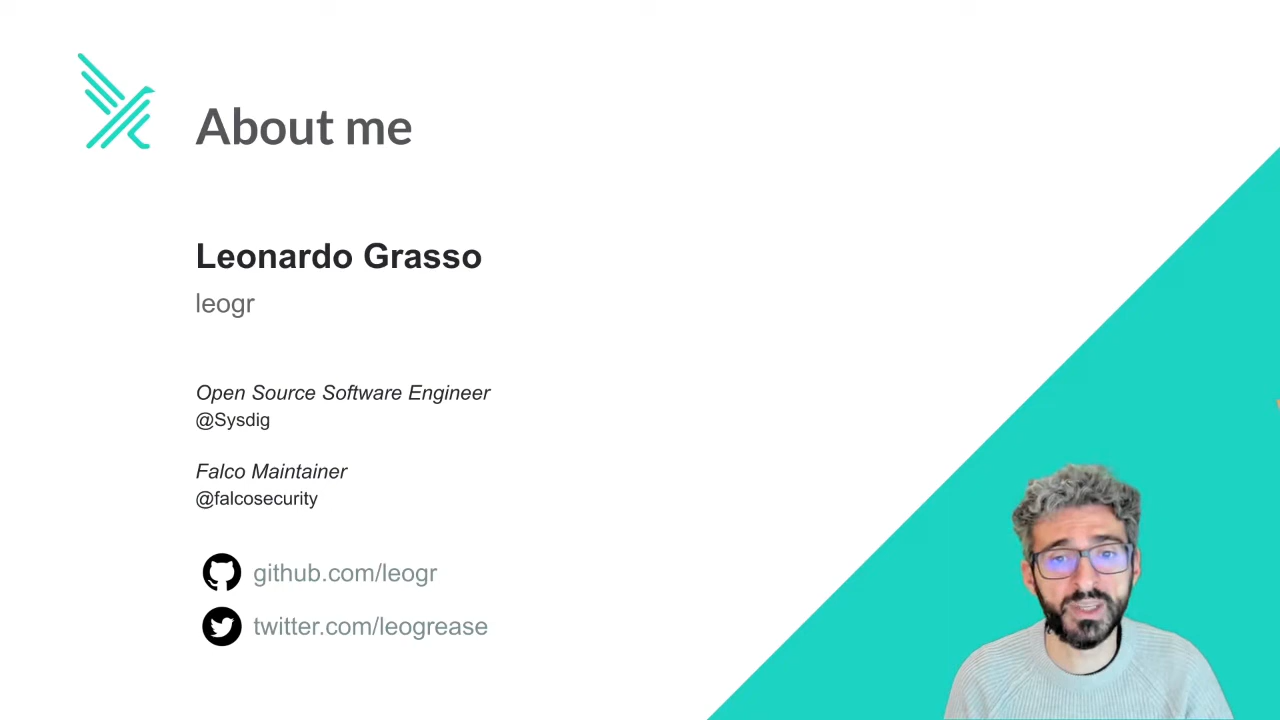 About me
Leonardo Grasso
leogr
Open Source Software Engineer
@Sysdig
Falco Maintainer
@falcosecurity
github.com/leogr
twitter.com/leogrease